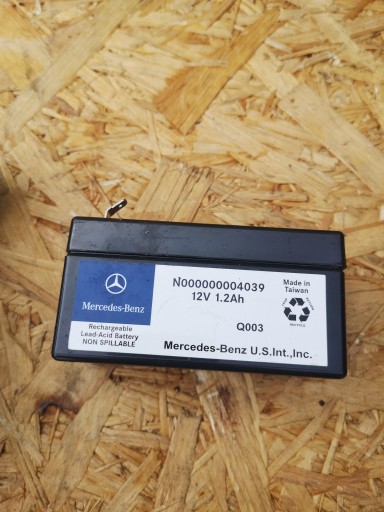 Mercedes-Benz
Rechargeable
Lead-Acid Battery
NON SPILLABLE
N000000004039
12V 1.2Ah
Q003
Made in
Taiwan
RECYCLE
Mercedes-Benz U.S.Int.,Inc.